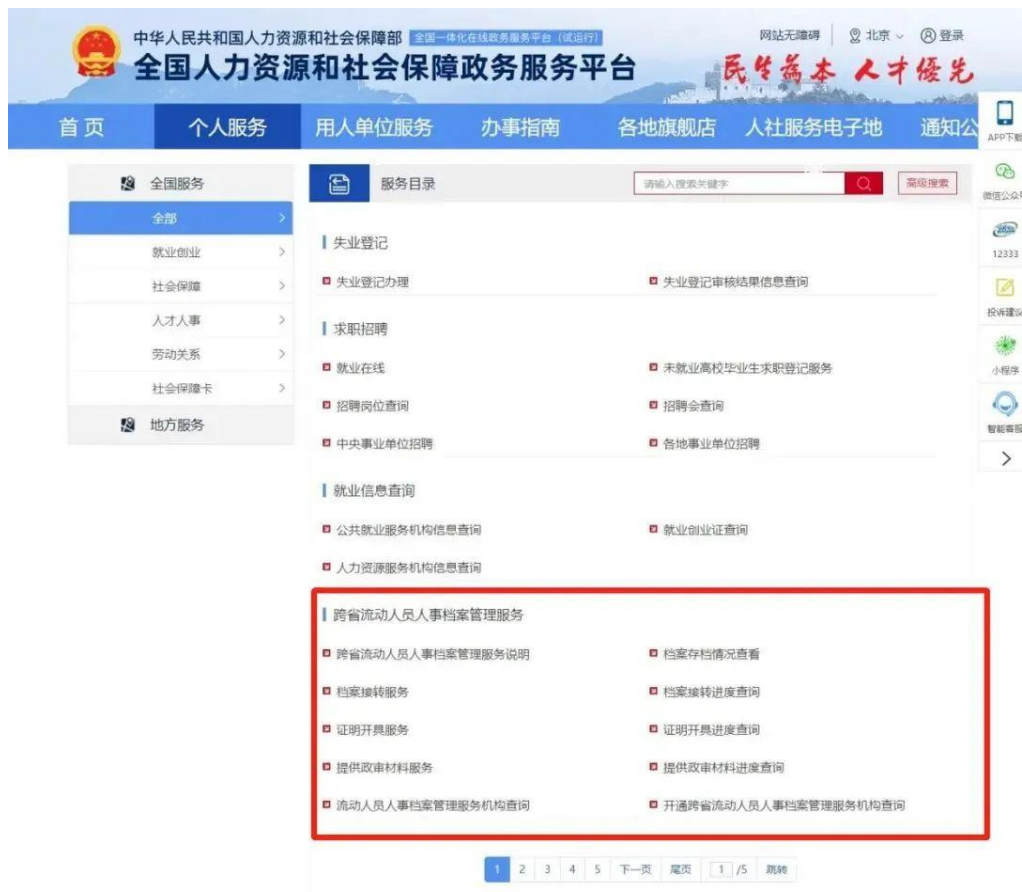 中华人民共和国人力资源和社会保障部 全国一体化在线政务服务平台（试运行）
全国人力资源和社会保障政务服务平台
网站无障碍 北京 登录
民生为本 人才优先
首页 个人服务 用人单位服务 办事指南 各地旗舰店 人社服务电子地 通知公
APP下载
微信公众号
12333
投诉建议
小程序
智能客服
全国服务
全部
就业创业
社会保障
人才人事
劳动关系
社会保障卡
地方服务
服务目录 请输入搜索关键字 高级搜索
失业登记
失业登记办理 失业登记审核结果信息查询
求职招聘
就业在线 未就业高校毕业生求职登记服务
招聘岗位查询 招聘会查询
中央事业单位招聘 各地事业单位招聘
就业信息查询
公共就业服务机构信息查询 就业创业证查询
人力资源服务机构信息查询
跨省流动人员人事档案管理服务
跨省流动人员人事档案管理服务说明 档案存档情况查看
档案接转服务 档案接转进度查询
证明开具服务 证明开具进度查询
提供政审材料服务 提供政审材料进度查询
流动人员人事档案管理服务机构查询 开通跨省流动人员人事档案管理服务机构查询
1 2 3 4 5 下一页 尾页 1 /5 跳转